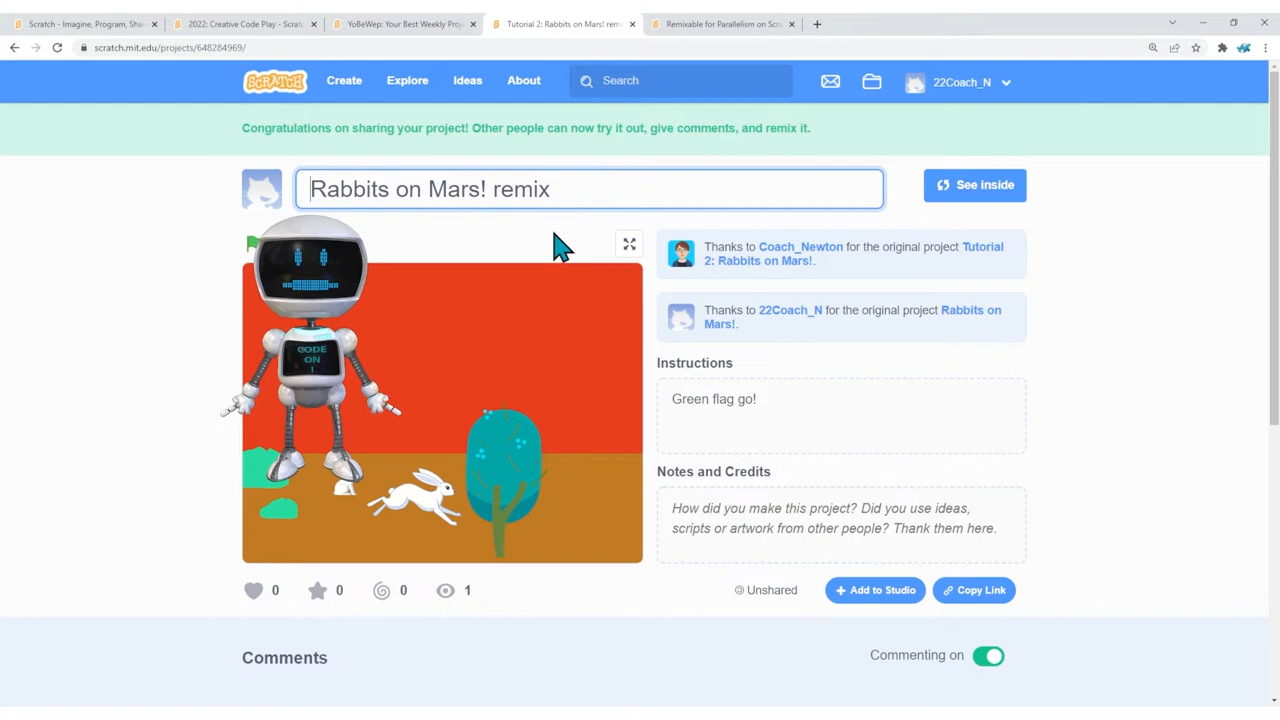 Scratch - Imagine, Program, Shar
2022: Creative Code Play - Scratc
YoBeWep: Your Best Weekly Proj
Tutorial 2: Rabbits on Mars! remi
Remixable for Parallelism on Scra
scratch.mit.edu/projects/648284969/
SCRATCH
Create
Explore
Ideas
About
Search
22Coach_N
Congratulations on sharing your project! Other people can now try it out, give comments, and remix it.
Rabbits on Mars! remix
See inside
Thanks to Coach_Newton for the original project Tutorial
2: Rabbits on Mars!.
Thanks to 22Coach_N for the original project Rabbits on
Mars!.
CODE
ON
!
Instructions
Green flag go!
Notes and Credits
How did you make this project? Did you use ideas,
scripts or artwork from other people? Thank them here.
0
0
0
1
Unshared
Add to Studio
Copy Link
Comments
Commenting on